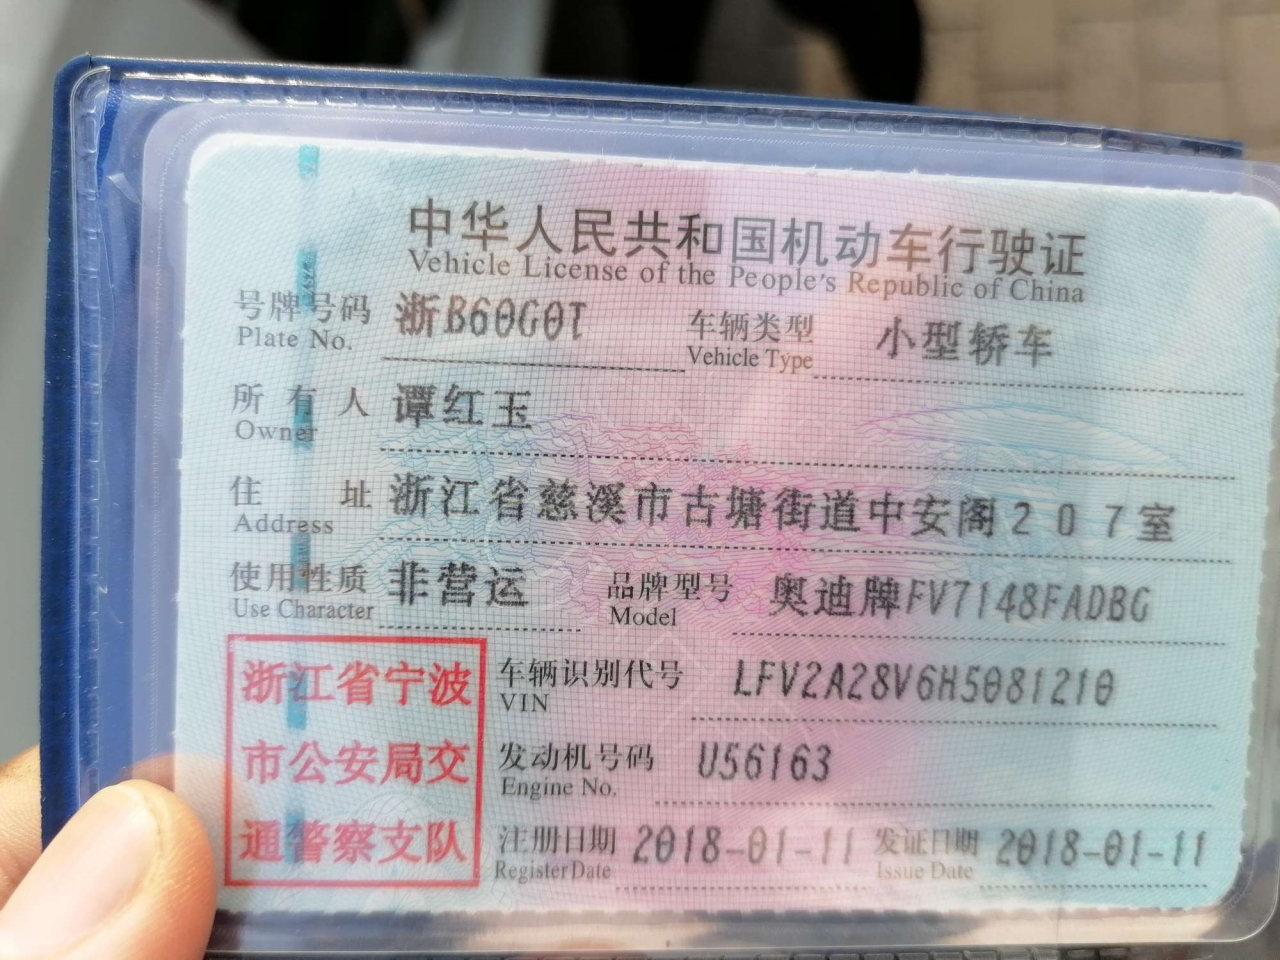 中华人民共和国机动车行驶证
Vehicle License of the People's Republic of China
号牌号码 浙B60G0T 车辆类型 小型轿车
Plate No. Vehicle Type
所有人 谭红玉
Owner
住址 浙江省慈溪市古塘街道中安阁207室
Address
使用性质 非营运 品牌型号 奥迪牌FV7148FADBG
Use Character Model
浙江省宁波
市公安局交
通警察支队
车辆识别代号 LFV2A28V6H5081210
VIN
发动机号码 U56163
Engine No.
注册日期 2018-01-11 发证日期 2018-01-11
Register Date Issue Date